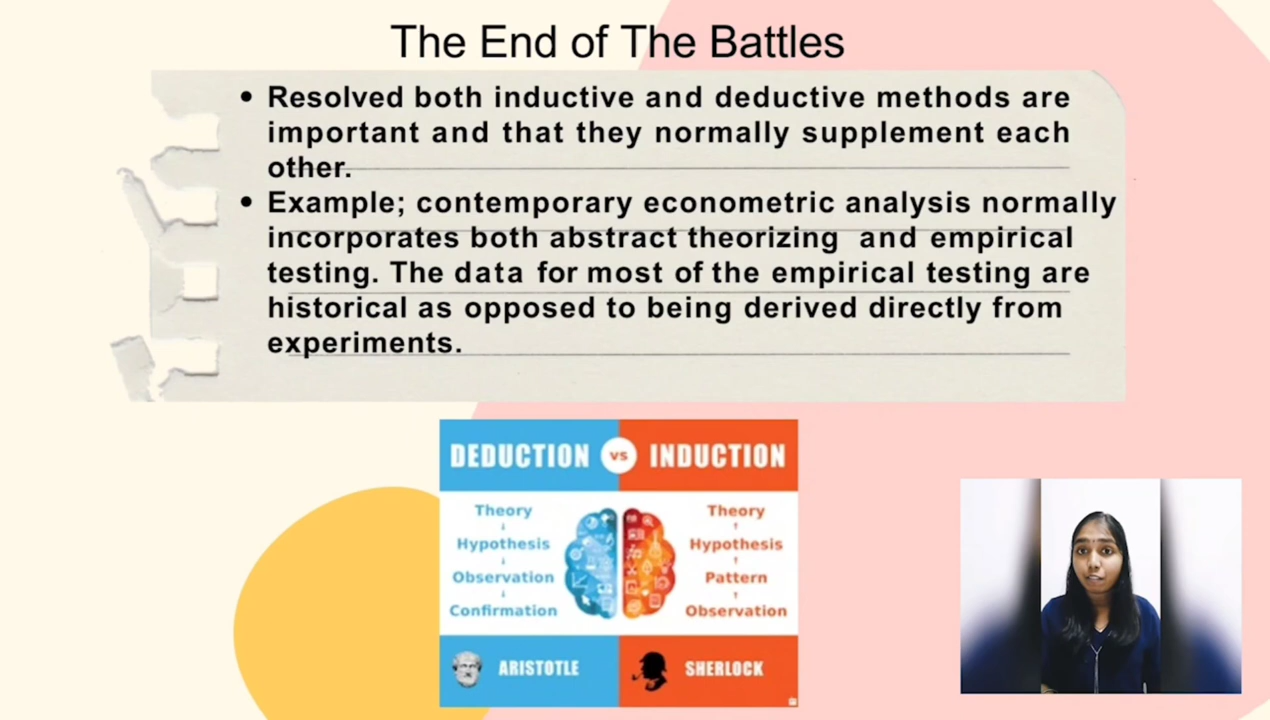 The End of The Battles
• Resolved both inductive and deductive methods are
important and that they normally supplement each
other.
• Example; contemporary econometric analysis normally
incorporates both abstract theorizing and empirical
testing. The data for most of the empirical testing are
historical as opposed to being derived directly from
experiments.
DEDUCTION vs INDUCTION
Theory
↓
Hypothesis
↓
Observation
↓
Confirmation
Theory
↑
Hypothesis
↑
Pattern
↑
Observation
ARISTOTLE
SHERLOCK